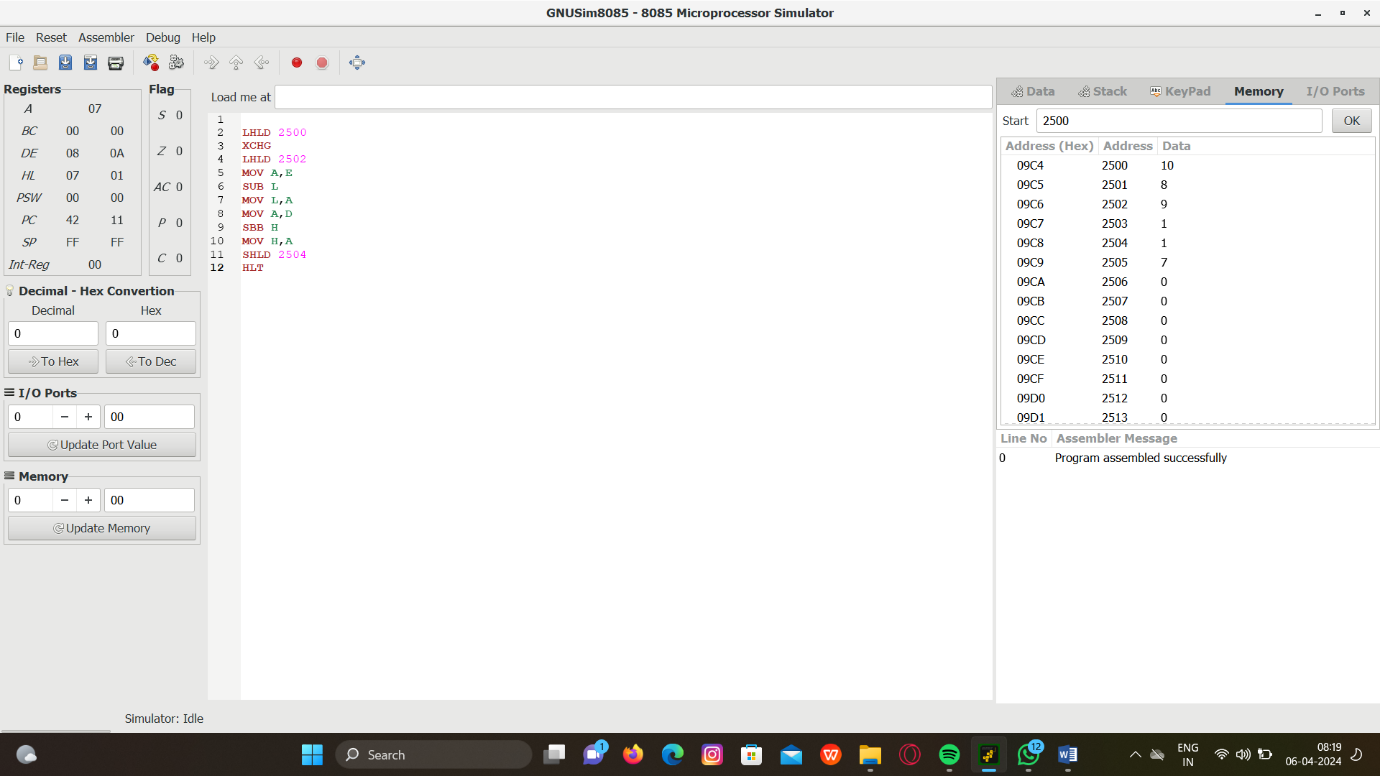 GNUSim8085 - 8085 Microprocessor Simulator
File Reset Assembler Debug Help
Registers
A 07
BC 00 00
DE 08 0A
HL 07 01
PSW 00 00
PC 42 11
SP FF FF
Int-Reg 00
Flag
S 0
Z 0
AC 0
P 0
C 0
Decimal - Hex Convertion
Decimal Hex
0 0
To Hex To Dec
I/O Ports
0 − + 00
Update Port Value
Memory
0 − + 00
Update Memory
Load me at
1
2 LHLD 2500
3 XCHG
4 LHLD 2502
5 MOV A,E
6 SUB L
7 MOV L,A
8 MOV A,D
9 SBB H
10 MOV H,A
11 SHLD 2504
12 HLT
Data Stack Abc KeyPad Memory I/O Ports
Start 2500 OK
Address (Hex) Address Data
09C4 2500 10
09C5 2501 8
09C6 2502 9
09C7 2503 1
09C8 2504 1
09C9 2505 7
09CA 2506 0
09CB 2507 0
09CC 2508 0
09CD 2509 0
09CE 2510 0
09CF 2511 0
09D0 2512 0
09D1 2513 0
Line No Assembler Message
0 Program assembled successfully
Simulator: Idle
Search
1
12
ENG
IN
08:19
06-04-2024